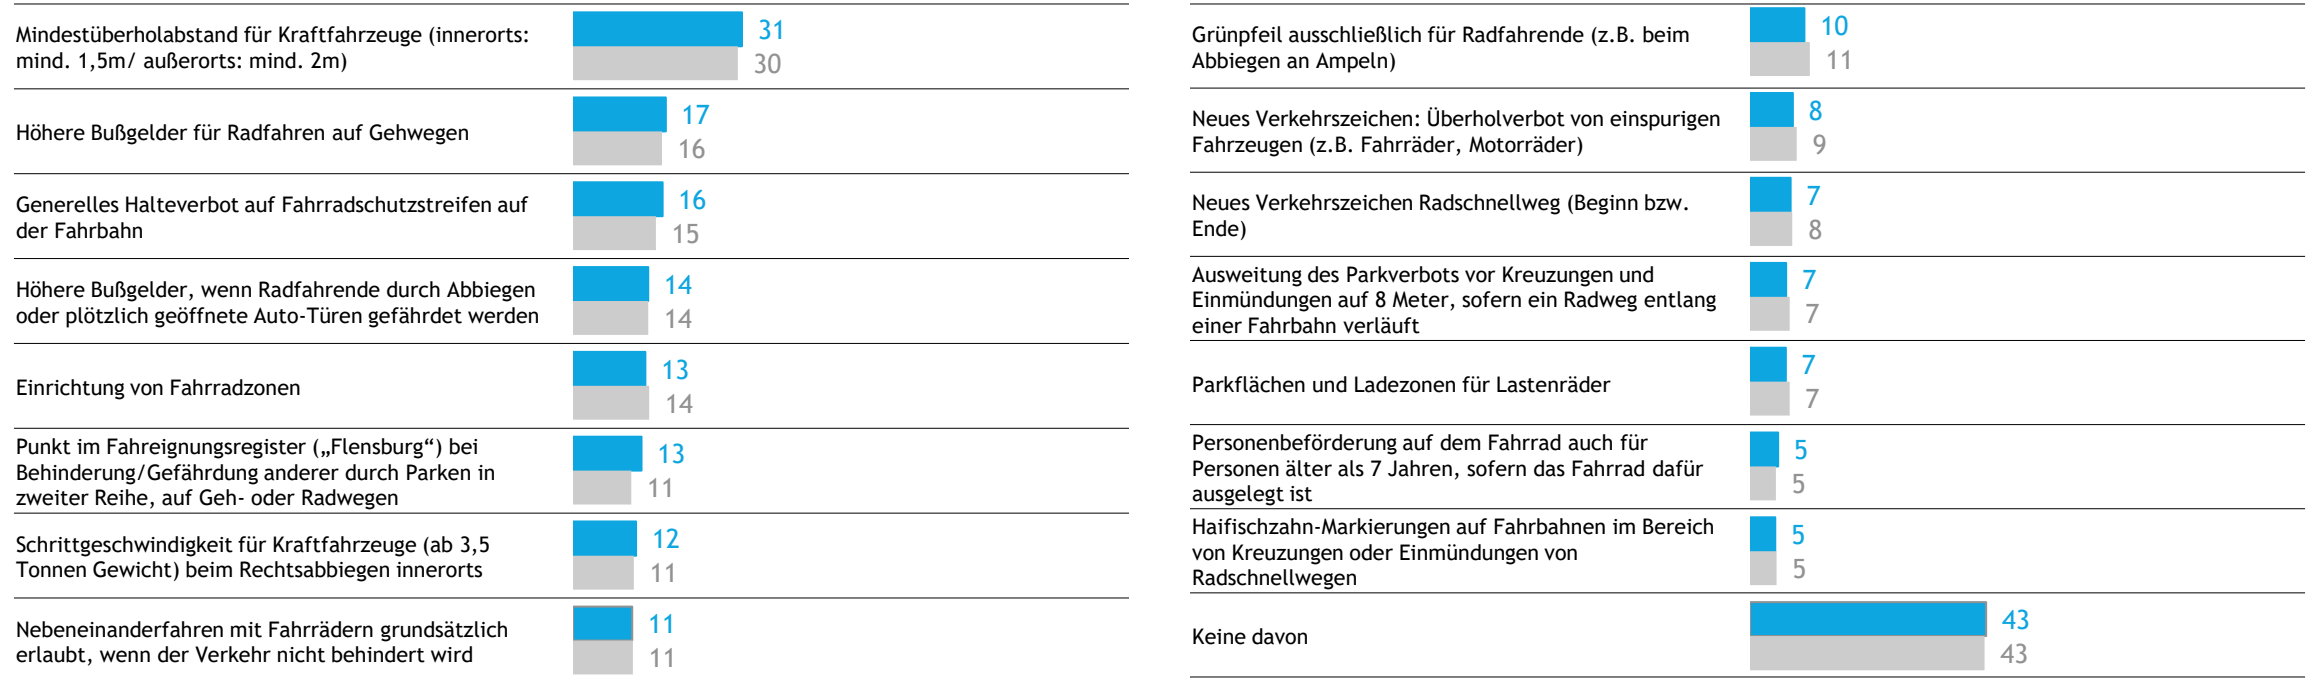 Mindestüberholabstand für Kraftfahrzeuge (innerorts:
mind. 1,5m/ außerorts: mind. 2m)
31
30
Höhere Bußgelder für Radfahren auf Gehwegen
17
16
Generelles Halteverbot auf Fahrradschutzstreifen auf
der Fahrbahn
16
15
Höhere Bußgelder, wenn Radfahrende durch Abbiegen
oder plötzlich geöffnete Auto-Türen gefährdet werden
14
14
Einrichtung von Fahrradzonen
13
14
Punkt im Fahreignungsregister („Flensburg“) bei
Behinderung/Gefährdung anderer durch Parken in
zweiter Reihe, auf Geh- oder Radwegen
13
11
Schrittgeschwindigkeit für Kraftfahrzeuge (ab 3,5
Tonnen Gewicht) beim Rechtsabbiegen innerorts
12
11
Nebeneinanderfahren mit Fahrrädern grundsätzlich
erlaubt, wenn der Verkehr nicht behindert wird
11
11
Grünpfeil ausschließlich für Radfahrende (z.B. beim
Abbiegen an Ampeln)
10
11
Neues Verkehrszeichen: Überholverbot von einspurigen
Fahrzeugen (z.B. Fahrräder, Motorräder)
8
9
Neues Verkehrszeichen Radschnellweg (Beginn bzw.
Ende)
7
8
Ausweitung des Parkverbots vor Kreuzungen und
Einmündungen auf 8 Meter, sofern ein Radweg entlang
einer Fahrbahn verläuft
7
7
Parkflächen und Ladezonen für Lastenräder
7
7
Personenbeförderung auf dem Fahrrad auch für
Personen älter als 7 Jahren, sofern das Fahrrad dafür
ausgelegt ist
5
5
Haifischzahn-Markierungen auf Fahrbahnen im Bereich
von Kreuzungen oder Einmündungen von
Radschnellwegen
5
5
Keine davon
43
43